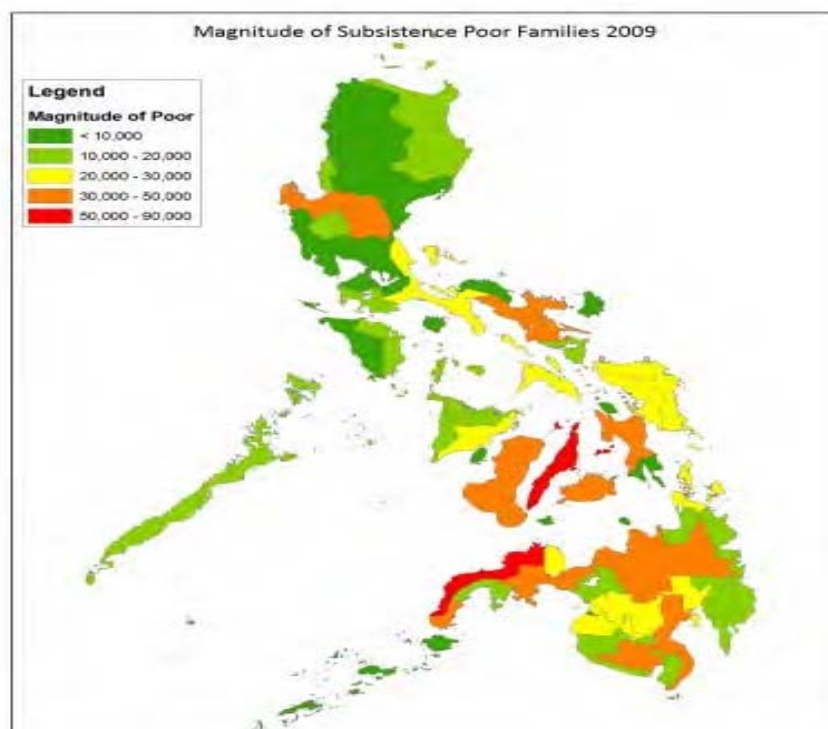 Magnitude of Subsistence Poor Families 2009
Legend
Magnitude of Poor
< 10,000
10,000 - 20,000
20,000 - 30,000
30,000 - 50,000
50,000 - 90,000